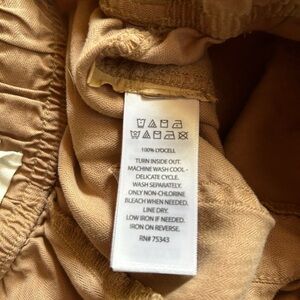 100% LYOCELL
TURN INSIDE OUT.
MACHINE WASH COOL -
DELICATE CYCLE.
WASH SEPARATELY.
ONLY NON-CHLORINE
BLEACH WHEN NEEDED.
LINE DRY.
LOW IRON IF NEEDED.
IRON ON REVERSE.
RN# 75343